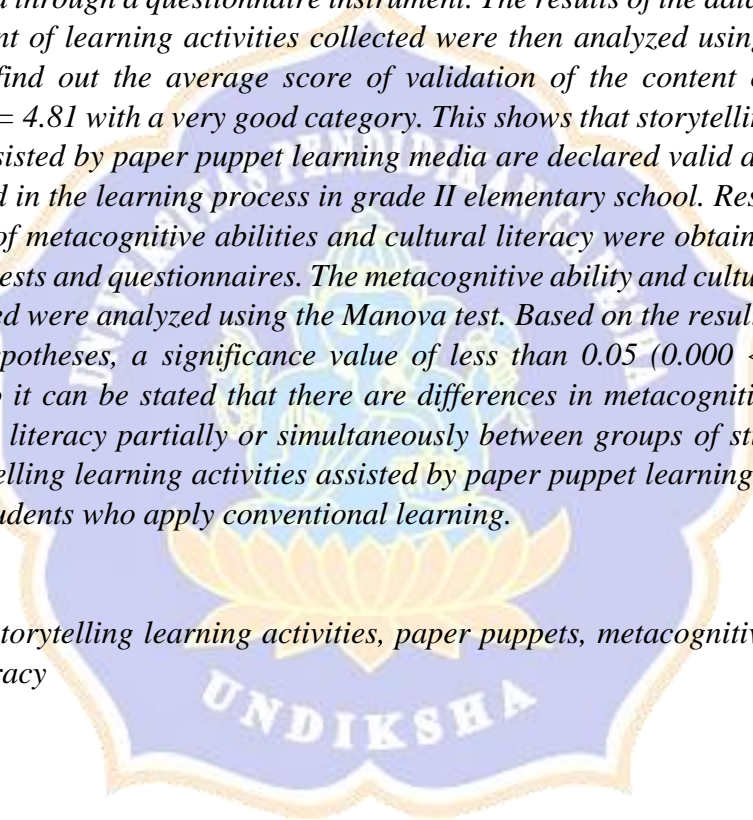 through a questionnaire instrument. The results of the data
of learning activities collected were then analyzed using
find out the average score of validation of the content
= 4.81 with a very good category. This shows that storytelli
sisted by paper puppet learning media are declared valid a
d in the learning process in grade II elementary school. Res
of metacognitive abilities and cultural literacy were obtain
ests and questionnaires. The metacognitive ability and cultu
ed were analyzed using the Manova test. Based on the result
potheses, a significance value of less than 0.05 (0.000 <
o it can be stated that there are differences in metacogniti
literacy partially or simultaneously between groups of st
elling learning activities assisted by paper puppet learning
udents who apply conventional learning.
torytelling learning activities, paper puppets, metacognitiv
racy
UNIVERSITAS PENDIDIKAN GANESHA
UNDIKSHA